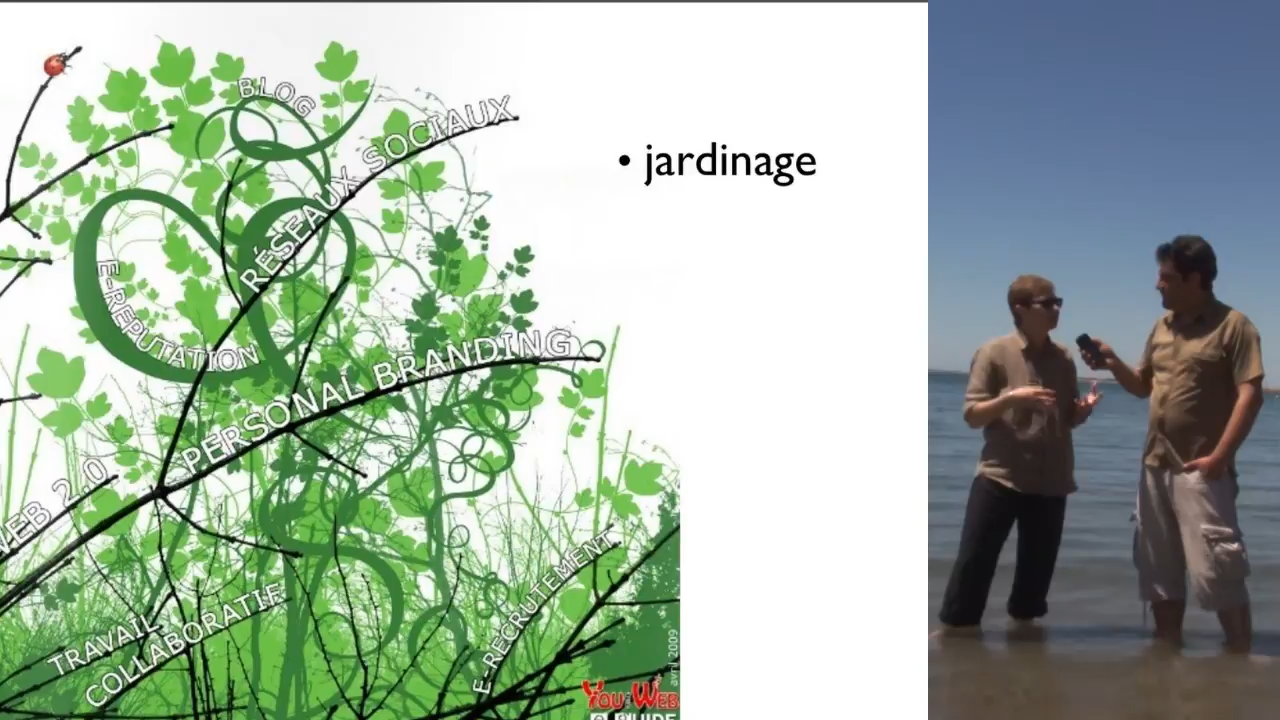 BLOG
RÉSEAUX SOCIAUX
• jardinage
E-REPUTATION
PERSONAL BRANDING
WEB 2.0
TRAVAIL
COLLABORATIF
E-RECRUTEMENT
avril 2009
YOU WEB